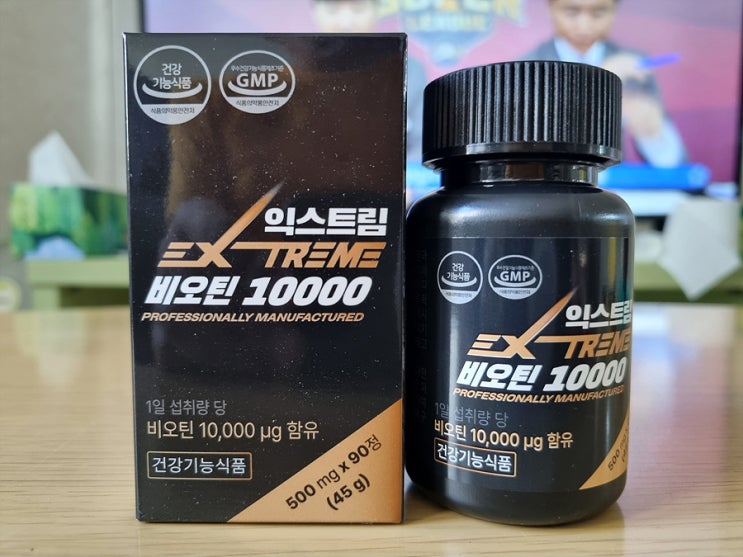 건강
기능식품
식품의약품안전처
우수건강기능식품제조기준
GMP
식품의약품안전처
익스트림
EXTREME
비오틴 10000
PROFESSIONALLY MANUFACTURED
1일 섭취량 당
비오틴 10,000 μg 함유
건강기능식품
500 mg x 90정
(45 g)
건강
기능식품
GMP
익스트림
EXTREME
비오틴 10000
PROFESSIONALLY MANUFACTURED
1일 섭취량 당
비오틴 10,000 μg 함유
건강기능식품
500 mg
LEAGUE